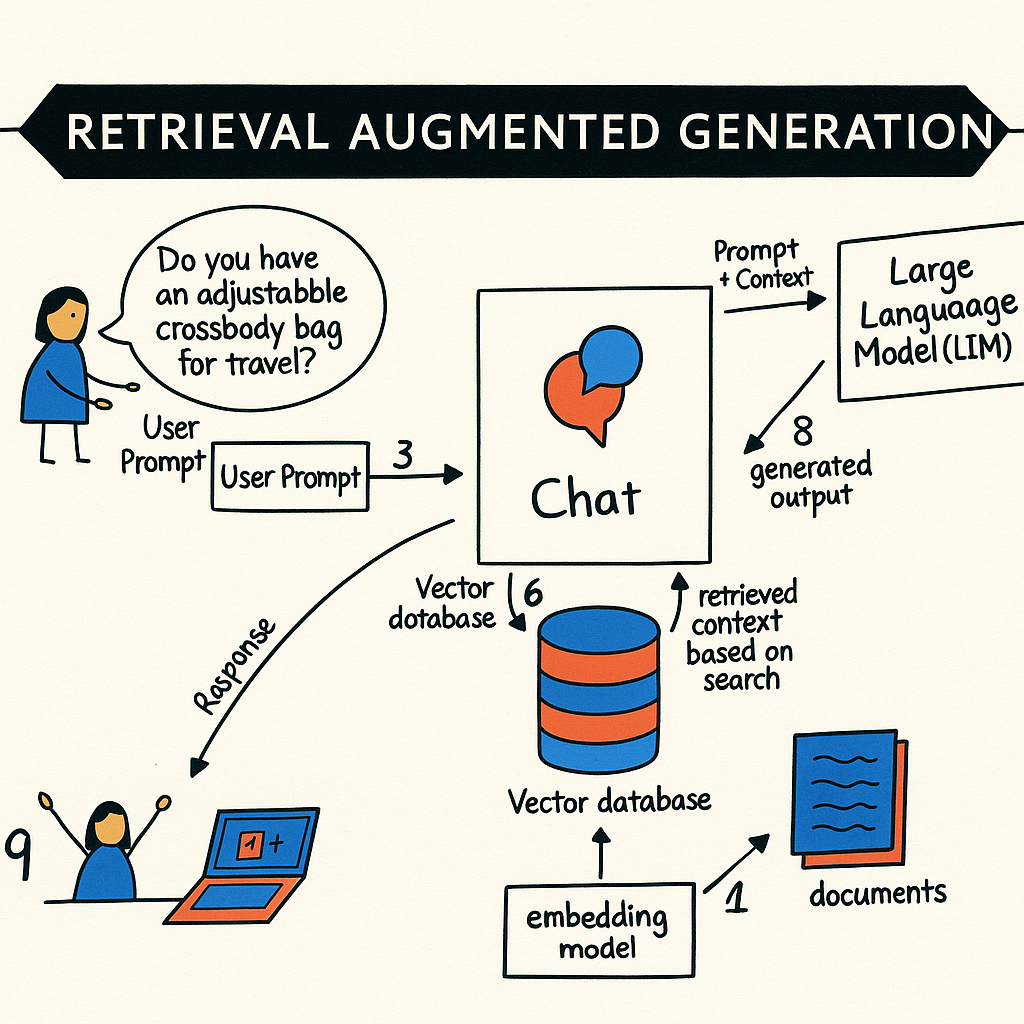 RETRIEVAL AUGMENTED GENERATION
Do you have
an adjustabble
crossbody bag
for travel?
User
Prompt
User Prompt
3
Chat
Prompt
+ Context
Large
Languaage
Model (LIM)
8
generated
output
Vector
dotabase
6
retrieved
context
based on
search
Rasponse
Vector database
9
1 +
embedding
model
1
documents